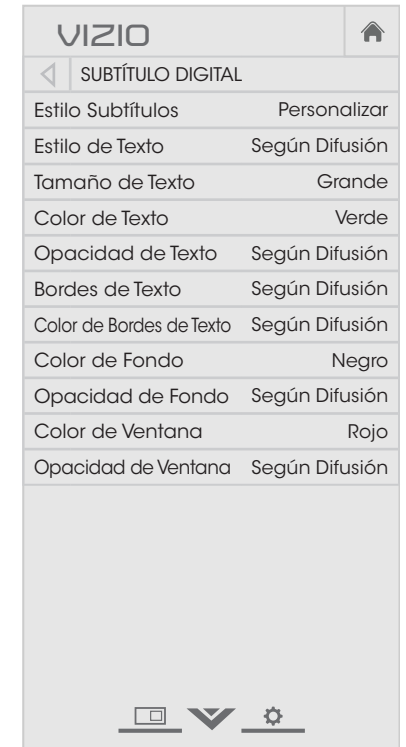 VIZIO
SUBTÍTULO DIGITAL
Estilo Subtítulos Personalizar
Estilo de Texto Según Difusión
Tamaño de Texto Grande
Color de Texto Verde
Opacidad de Texto Según Difusión
Bordes de Texto Según Difusión
Color de Bordes de Texto Según Difusión
Color de Fondo Negro
Opacidad de Fondo Según Difusión
Color de Ventana Rojo
Opacidad de Ventana Según Difusión